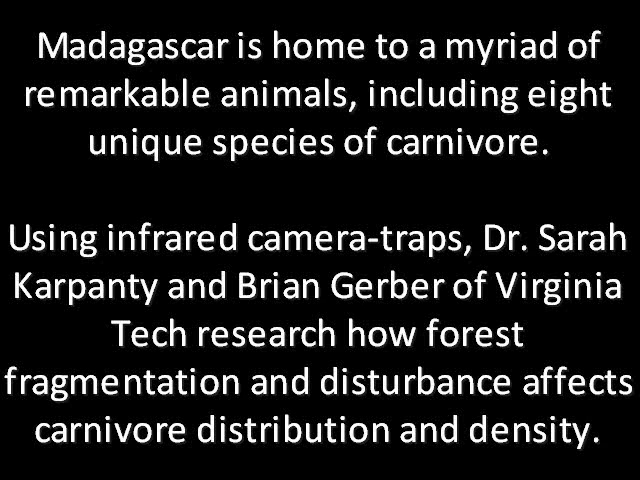 Madagascar is home to a myriad of
remarkable animals, including eight
unique species of carnivore.
Using infrared camera-traps, Dr. Sarah
Karpanty and Brian Gerber of Virginia
Tech research how forest
fragmentation and disturbance affects
carnivore distribution and density.